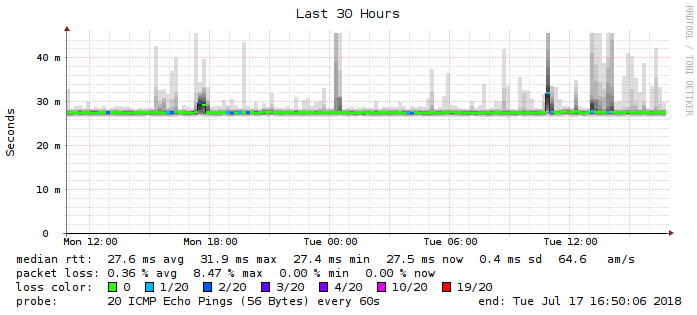 Last 30 Hours
RRDTOOL / TOBI OETIKER
Seconds
40 m
30 m
20 m
10 m
0
Mon 12:00 Mon 18:00 Tue 00:00 Tue 06:00 Tue 12:00
median rtt: 27.6 ms avg 31.9 ms max 27.4 ms min 27.5 ms now 0.4 ms sd 64.6 am/s
packet loss: 0.36 % avg 8.47 % max 0.00 % min 0.00 % now
loss color: 0 1/20 2/20 3/20 4/20 10/20 19/20
probe: 20 ICMP Echo Pings (56 Bytes) every 60s end: Tue Jul 17 16:50:06 2018